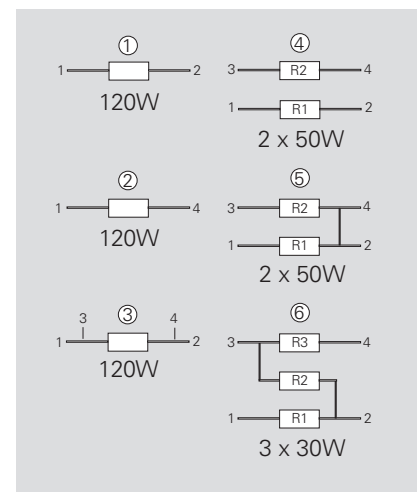 ① ④
1 2 3 R2 4
120W
1 R1 2
2 x 50W
② ⑤
1 4 3 R2 4
120W
1 R1 2
2 x 50W
3 ③ 4 ⑥
1 2 3 R3 4
120W
R2
1 R1 2
3 x 30W